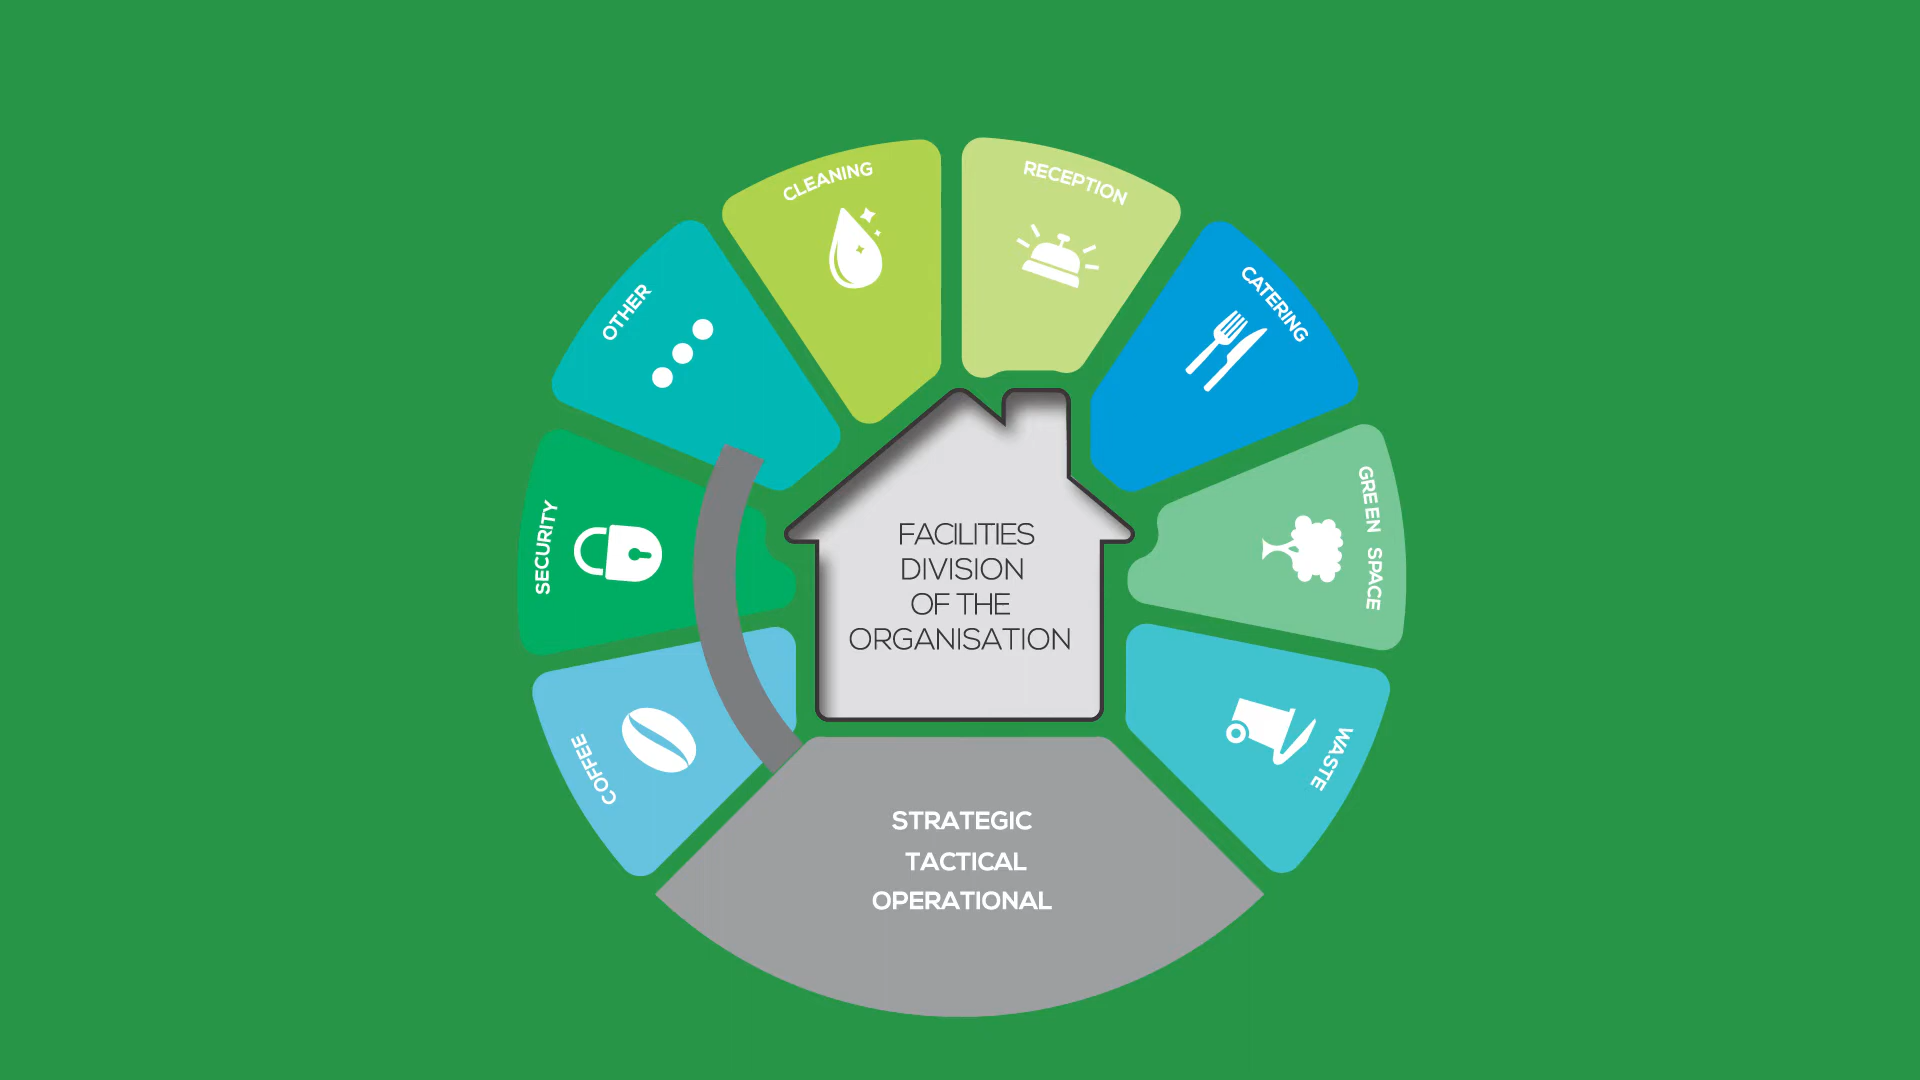 CLEANING
RECEPTION
OTHER
CATERING
SECURITY
GREEN SPACE
COFFEE
WASTE
FACILITIES
DIVISION
OF THE
ORGANISATION
STRATEGIC
TACTICAL
OPERATIONAL